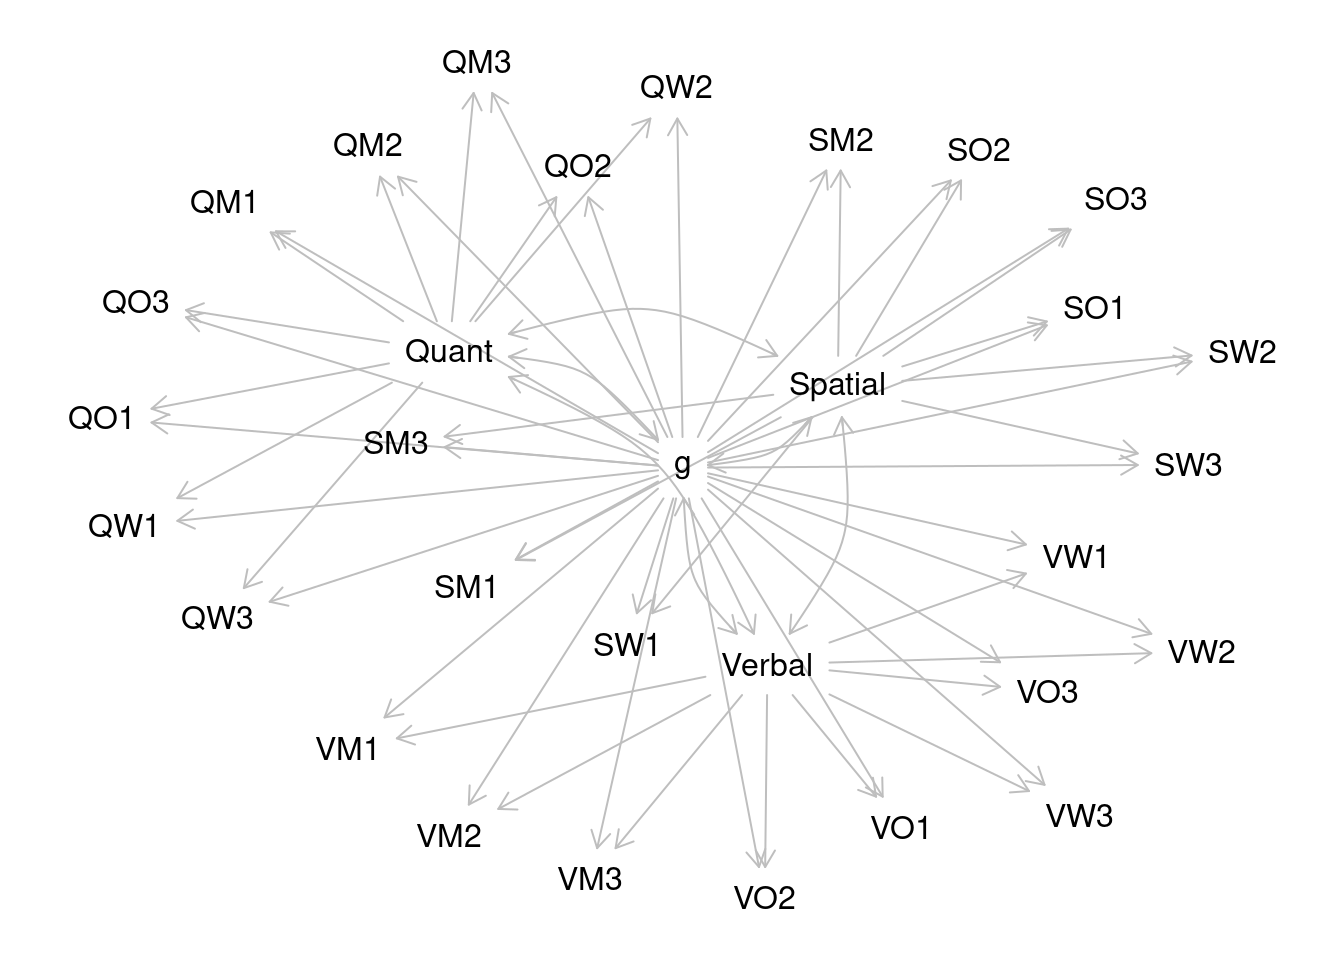 QM3
QW2
QM2
SM2
SO2
QO2
QM1
SO3
QO3
SO1
Quant
SW2
Spatial
QO1
SM3
g
SW3
QW1
VW1
SM1
QW3
SW1
VW2
Verbal
VO3
VM1
VW3
VO1
VM2
VM3
VO2